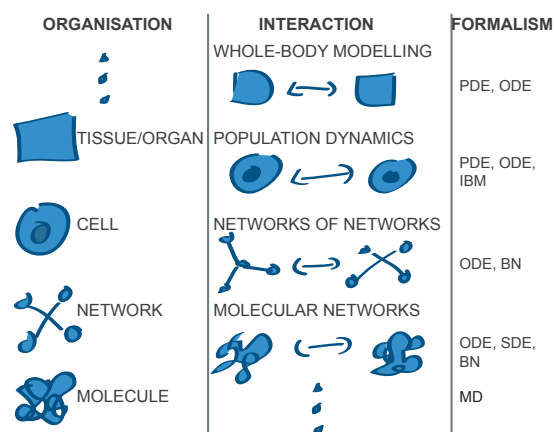 ORGANISATION
INTERACTION
FORMALISM
WHOLE-BODY MODELLING
PDE, ODE
TISSUE/ORGAN
POPULATION DYNAMICS
PDE, ODE,
IBM
CELL
NETWORKS OF NETWORKS
ODE, BN
NETWORK
MOLECULAR NETWORKS
ODE, SDE,
BN
MOLECULE
MD